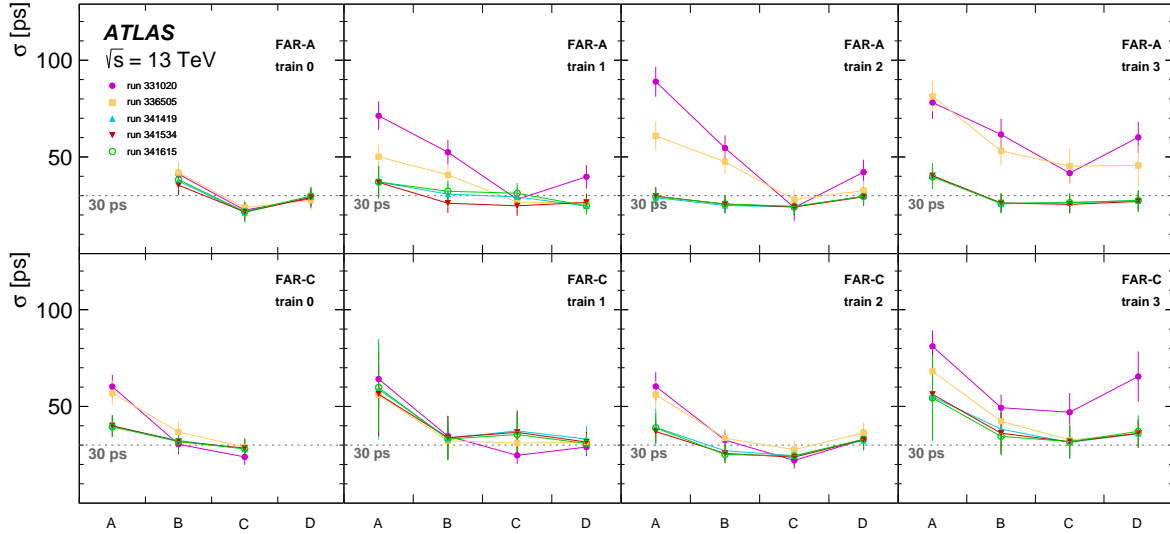 σ [ps]
100
50
ATLAS
√s = 13 TeV
run 331020
run 336505
run 341419
run 341534
run 341615
30 ps
FAR-A
train 0
30 ps
FAR-A
train 1
30 ps
FAR-A
train 2
30 ps
FAR-A
train 3
σ [ps]
100
50
30 ps
FAR-C
train 0
30 ps
FAR-C
train 1
30 ps
FAR-C
train 2
30 ps
FAR-C
train 3
A B C D A B C D A B C D A B C D